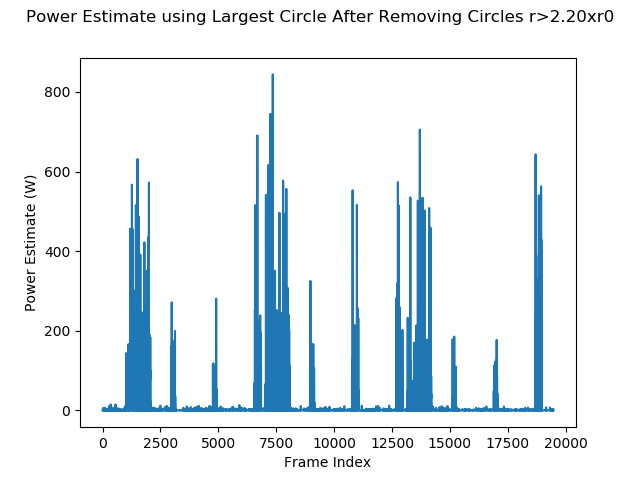 Power Estimate using Largest Circle After Removing Circles r>2.20xr0
800
600
400
200
0
Power Estimate (W)
0 2500 5000 7500 10000 12500 15000 17500 20000
Frame Index